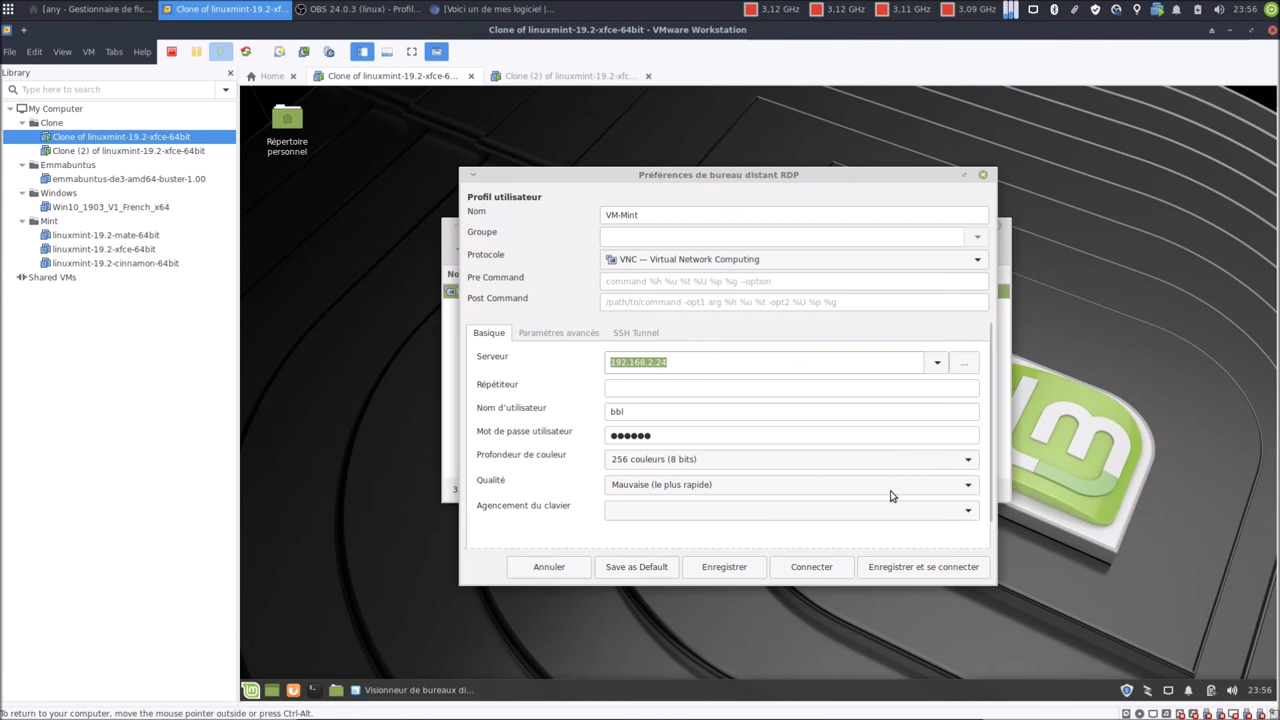 [any - Gestionnaire de fic...
Clone of linuxmint-19.2-xf...
OBS 24.0.3 (linux) - Profil...
[Voici un de mes logiciel |...
3.12 GHz
3.12 GHz
3.11 GHz
3.09 GHz
23:56
Clone of linuxmint-19.2-xfce-64bit - VMware Workstation
File Edit View VM Tabs Help
Library
Home
Clone of linuxmint-19.2-xfce-6...
Clone (2) of linuxmint-19.2-xfc...
Type here to search
My Computer
Clone
Clone of linuxmint-19.2-xfce-64bit
Clone (2) of linuxmint-19.2-xfce-64bit
Emmabuntus
emmabuntus-de3-amd64-buster-1.00
Windows
Win10_1903_V1_French_x64
Mint
linuxmint-19.2-mate-64bit
linuxmint-19.2-xfce-64bit
linuxmint-19.2-cinnamon-64bit
Shared VMs
Répertoire
personnel
Préférences de bureau distant RDP
Profil utilisateur
Nom VM-Mint
Groupe
Protocole VNC — Virtual Network Computing
Pre Command command %h %u %t %U %p %g --option
Post Command /path/to/command -opt1 arg %h %u %t -opt2 %U %p %g
No
Basique Paramètres avancés SSH Tunnel
Serveur 192.168.2.24 ...
Répétiteur
Nom d'utilisateur bbl
Mot de passe utilisateur ●●●●●●
Profondeur de couleur 256 couleurs (8 bits)
Qualité Mauvaise (le plus rapide)
3
Agencement du clavier
Annuler Save as Default Enregistrer Connecter Enregistrer et se connecter
Visionneur de bureaux di...
23:56
To return to your computer, move the mouse pointer outside or press Ctrl-Alt.